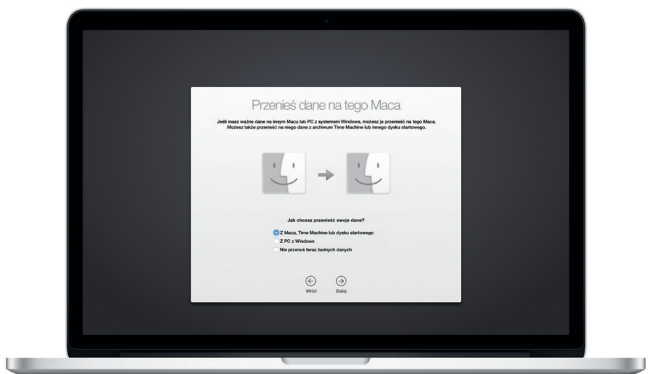 Przenieś dane na tego Maca
Jeśli masz ważne dane na innym Macu lub PC z systemem Windows, możesz je przenieść na tego Maca.
Możesz także przenieść na niego dane z archiwum Time Machine lub innego dysku startowego.
Jak chcesz przenieść swoje dane?
Z Maca, Time Machine lub dysku startowego
Z PC z Windows
Nie przenoś teraz żadnych danych
Wróć Dalej